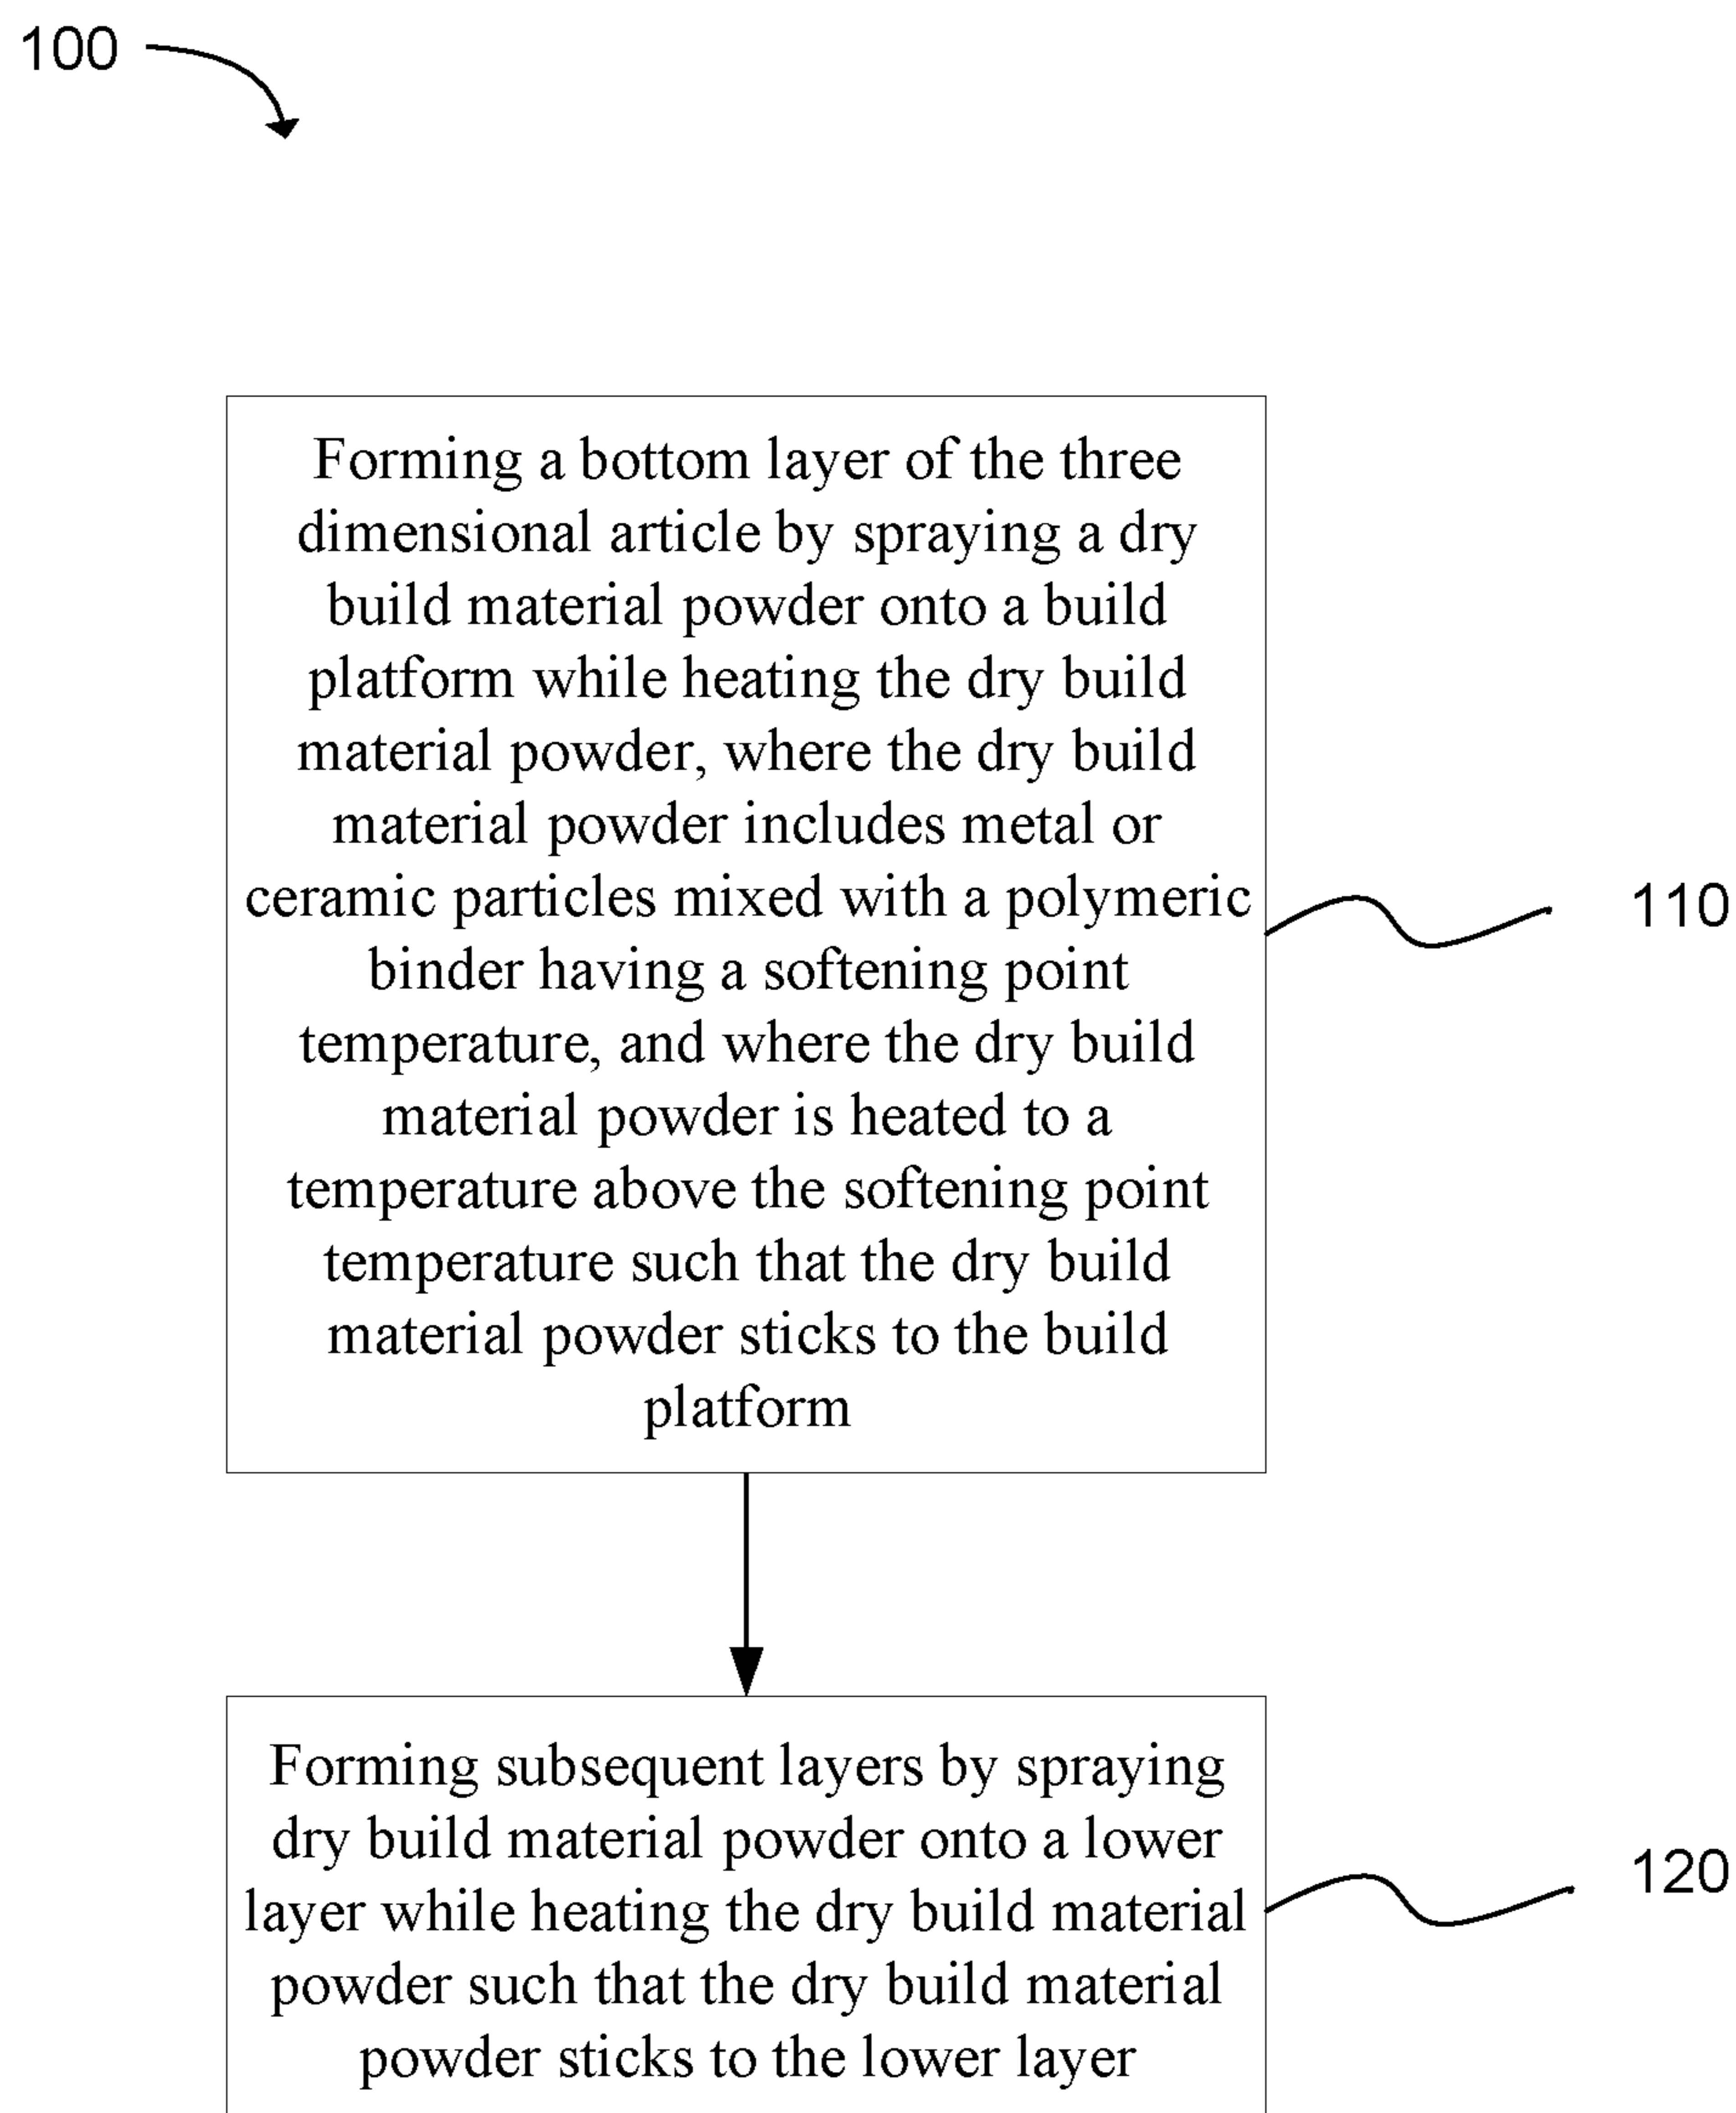 100
Forming a bottom layer of the three
dimensional article by spraying a dry
build material powder onto a build
platform while heating the dry build
material powder, where the dry build
material powder includes metal or
ceramic particles mixed with a polymeric
binder having a softening point
temperature, and where the dry build
material powder is heated to a
temperature above the softening point
temperature such that the dry build
material powder sticks to the build
platform
110
Forming subsequent layers by spraying
dry build material powder onto a lower
layer while heating the dry build material
powder such that the dry build material
powder sticks to the lower layer
120